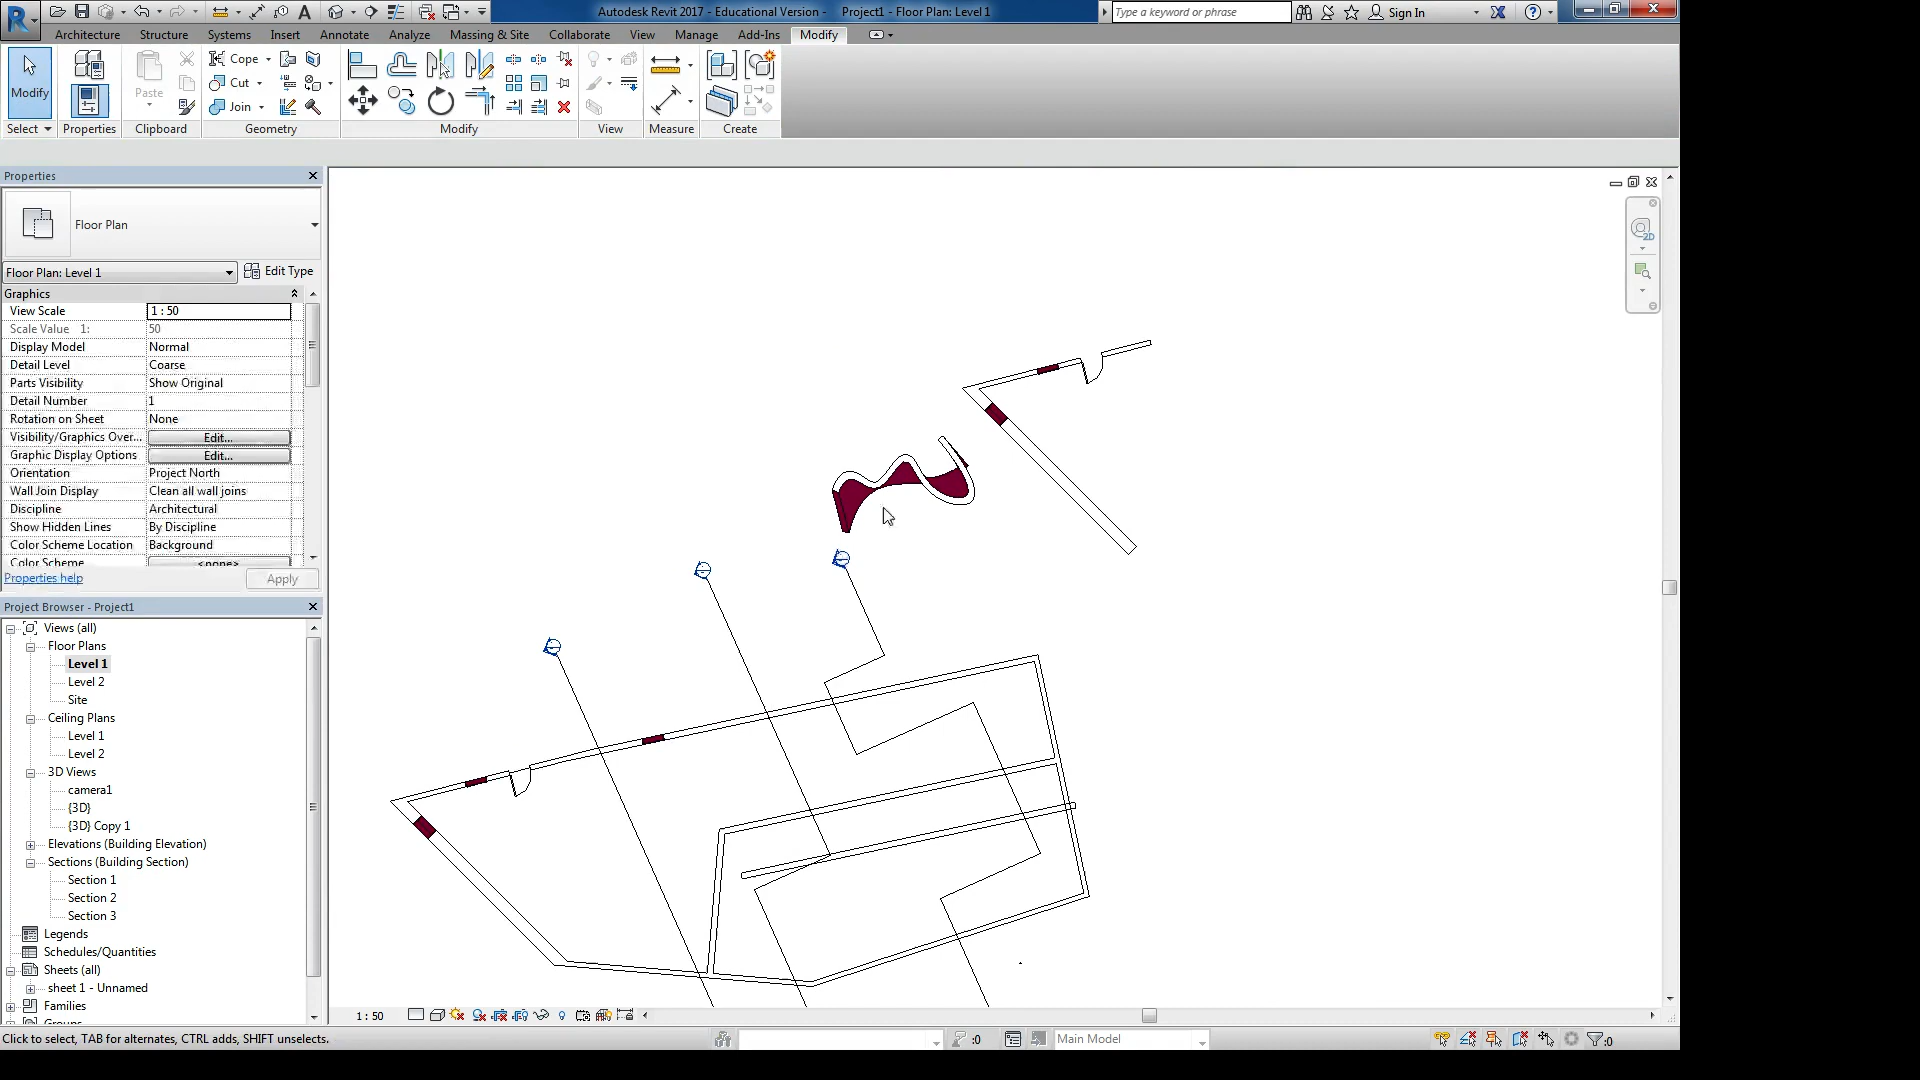 Autodesk Revit 2017 - Educational Version - Project1 - Floor Plan: Level 1
Type a keyword or phrase
Sign In
Architecture Structure Systems Insert Annotate Analyze Massing & Site Collaborate View Manage Add-Ins Modify
Modify
Paste
Cope
Cut
Join
Select Properties Clipboard Geometry Modify View Measure Create
Properties
Floor Plan
Floor Plan: Level 1 Edit Type
Graphics
View Scale 1 : 50
Scale Value 1: 50
Display Model Normal
Detail Level Coarse
Parts Visibility Show Original
Detail Number 1
Rotation on Sheet None
Visibility/Graphics Over... Edit...
Graphic Display Options Edit...
Orientation Project North
Wall Join Display Clean all wall joins
Discipline Architectural
Show Hidden Lines By Discipline
Color Scheme Location Background
Color Scheme <none>
Properties help Apply
Project Browser - Project1
Views (all)
Floor Plans
Level 1
Level 2
Site
Ceiling Plans
Level 1
Level 2
3D Views
camera1
{3D}
{3D} Copy 1
Elevations (Building Elevation)
Sections (Building Section)
Section 1
Section 2
Section 3
Legends
Schedules/Quantities
Sheets (all)
sheet 1 - Unnamed
Families
Groups
2D
1 : 50
Click to select, TAB for alternates, CTRL adds, SHIFT unselects.
:0
Main Model
:0